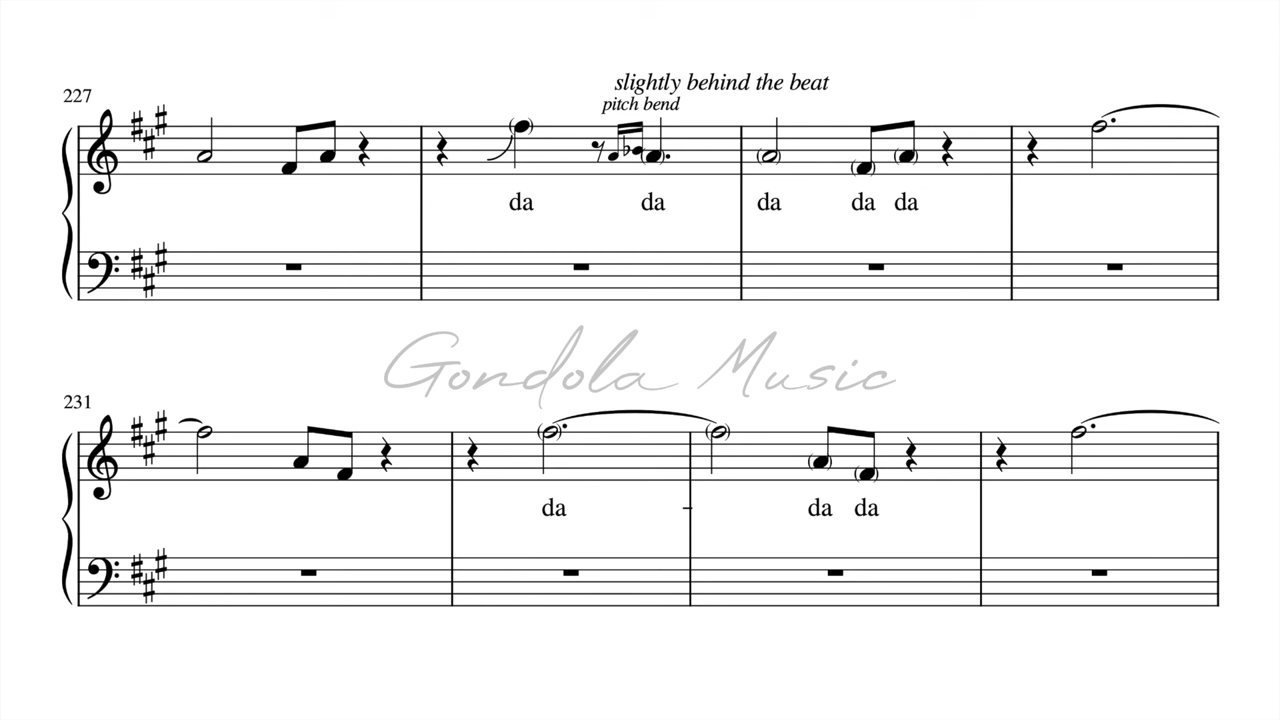 slightly behind the beat
227
pitch bend
da da da da da
Gondola Music
231
da - da da